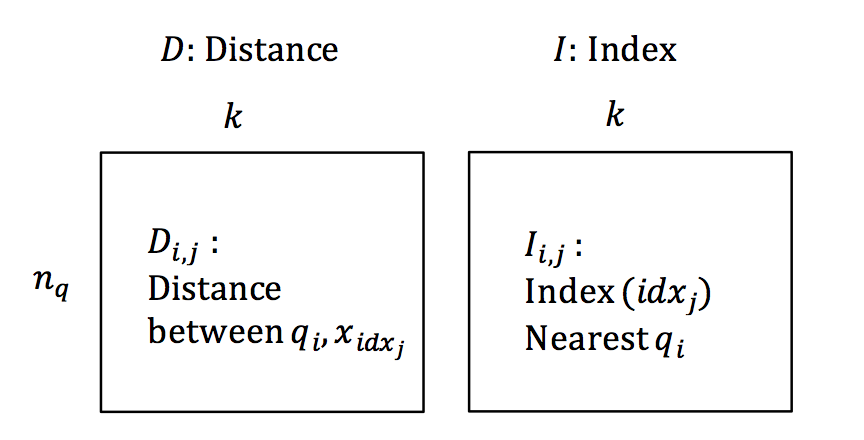 D: Distance
I: Index
k
k
n_q
D_{i,j} :
Distance
between q_i, x_{idx_j}
I_{i,j} :
Index (idx_j)
Nearest q_i